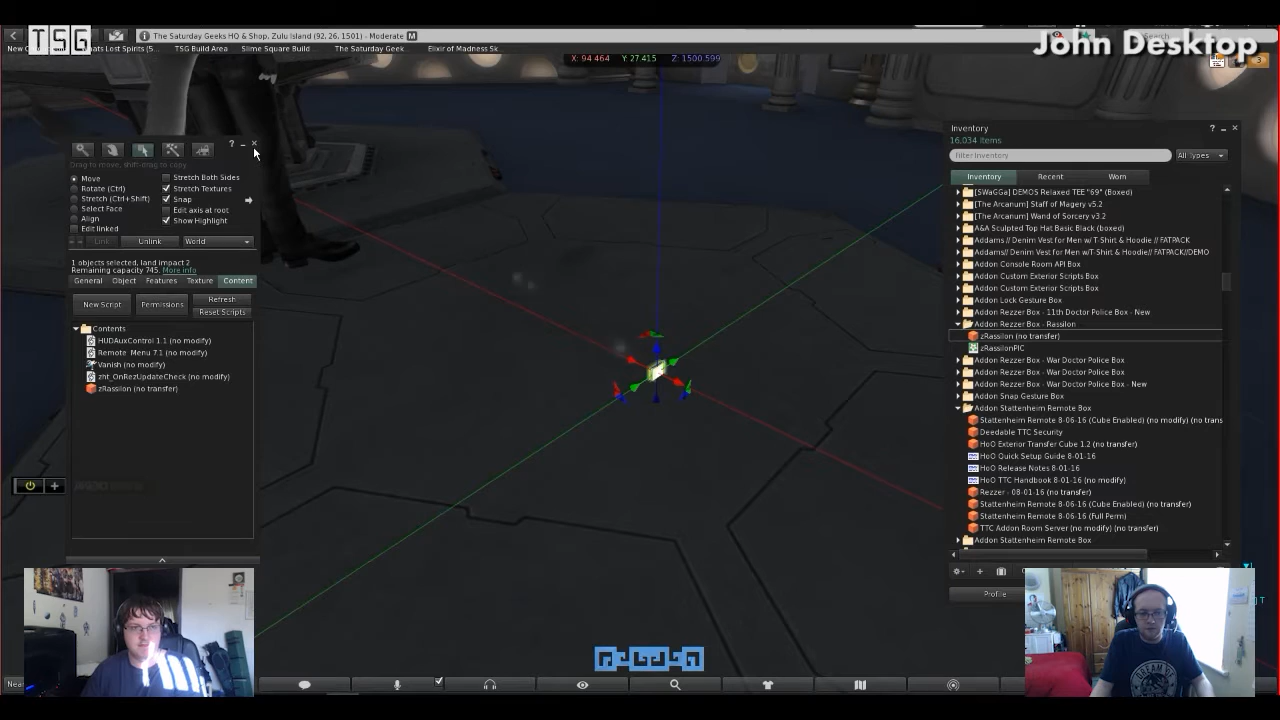 TSG
The Saturday Geeks HQ & Shop, Zulu Island (92, 26, 1501) - Moderate M
Search
John Desktop
TSG Build Area
Slime Square Build
The Saturday Geek
Elixir of Madness Sk
X: 94.464 Y: 27.415 Z: 1500.599
3
? _ X
Drag to move, shift-drag to copy
Move
Rotate (Ctrl)
Stretch (Ctrl+Shift)
Select Face
Align
Edit linked
Stretch Both Sides
Stretch Textures
Snap
Edit axis at root
Show Highlight
Link
Unlink
World
1 objects selected, land impact 2
Remaining capacity 745. More info
General Object Features Texture Content
New Script
Permissions
Refresh
Reset Scripts
Contents
HUDAuxControl 1.1 (no modify)
Remote Menu 7.1 (no modify)
Vanish (no modify)
zht_OnRezUpdateCheck (no modify)
zRassilon (no transfer)
Inventory
16,034 items
Filter Inventory
All Types
Inventory Recent Worn
[SWaGGa] DEMOS Relaxed TEE "69" (Boxed)
[The Arcanum] Staff of Magery v5.2
[The Arcanum] Wand of Sorcery v3.2
A&A Sculpted Top Hat Basic Black (boxed)
Addams // Denim Vest for Men w/T-Shirt & Hoodie // FATPACK
Addams// Denim Vest for Men w/T-Shirt & Hoodie// FATPACK//DEMO
Addon Console Room API Box
Addon Custom Exterior Scripts Box
Addon Custom Exterior Scripts Box
Addon Lock Gesture Box
Addon Rezzer Box - 11th Doctor Police Box - New
Addon Rezzer Box - Rassilon
zRassilon (no transfer)
zRassilonPIC
Addon Rezzer Box - War Doctor Police Box
Addon Rezzer Box - War Doctor Police Box
Addon Rezzer Box - War Doctor Police Box - New
Addon Snap Gesture Box
Addon Stattenheim Remote Box
Stattenheim Remote 8-06-16 (Cube Enabled) (no modify) (no trans
Deedable TTC Security
HoO Exterior Transfer Cube 1.2 (no transfer)
HoO Quick Setup Guide 8-01-16
HoO Release Notes 8-01-16
HoO TTC Handbook 8-01-16 (no modify)
Rezzer - 08-01-16 (no transfer)
Stattenheim Remote 8-06-16 (Cube Enabled) (no transfer)
Stattenheim Remote 8-06-16 (Full Perm)
TTC Addon Room Server (no modify) (no transfer)
Addon Stattenheim Remote Box
Profile